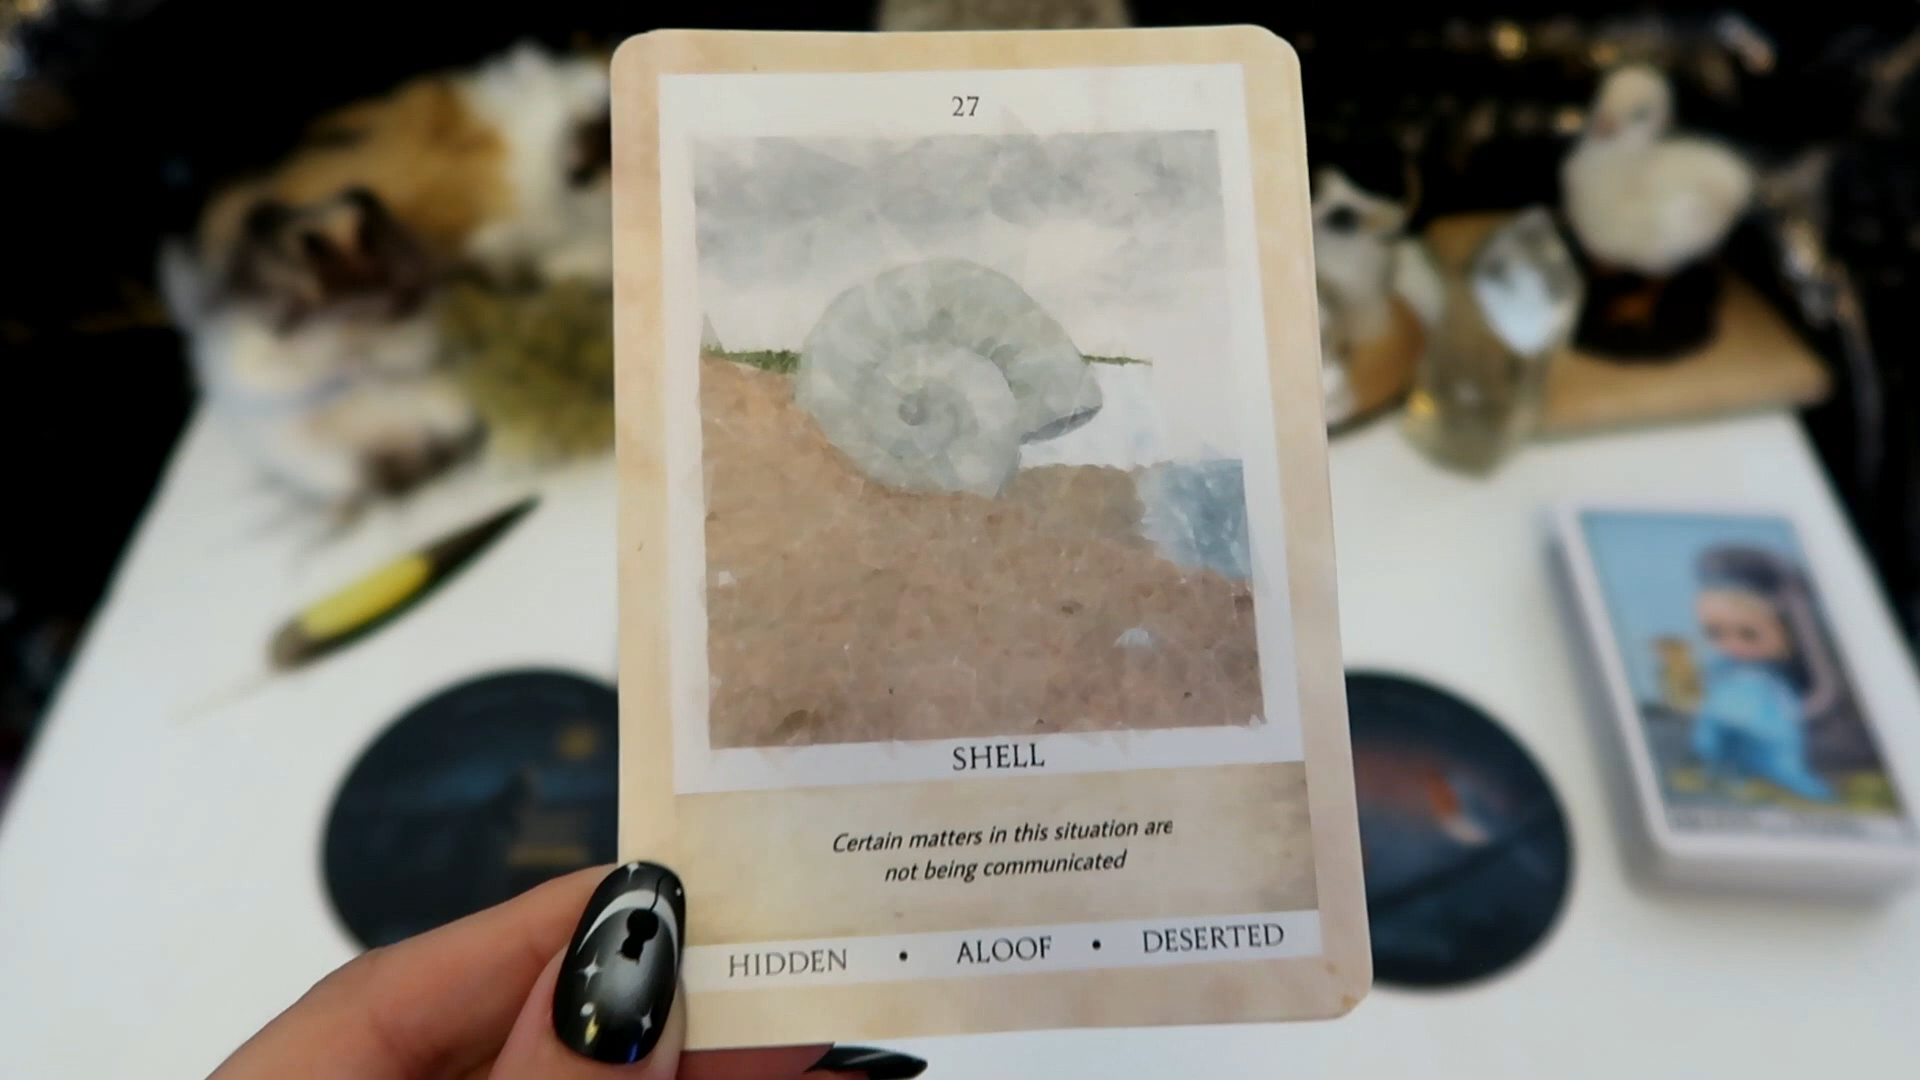 27
SHELL
Certain matters in this situation are
not being communicated
HIDDEN • ALOOF • DESERTED